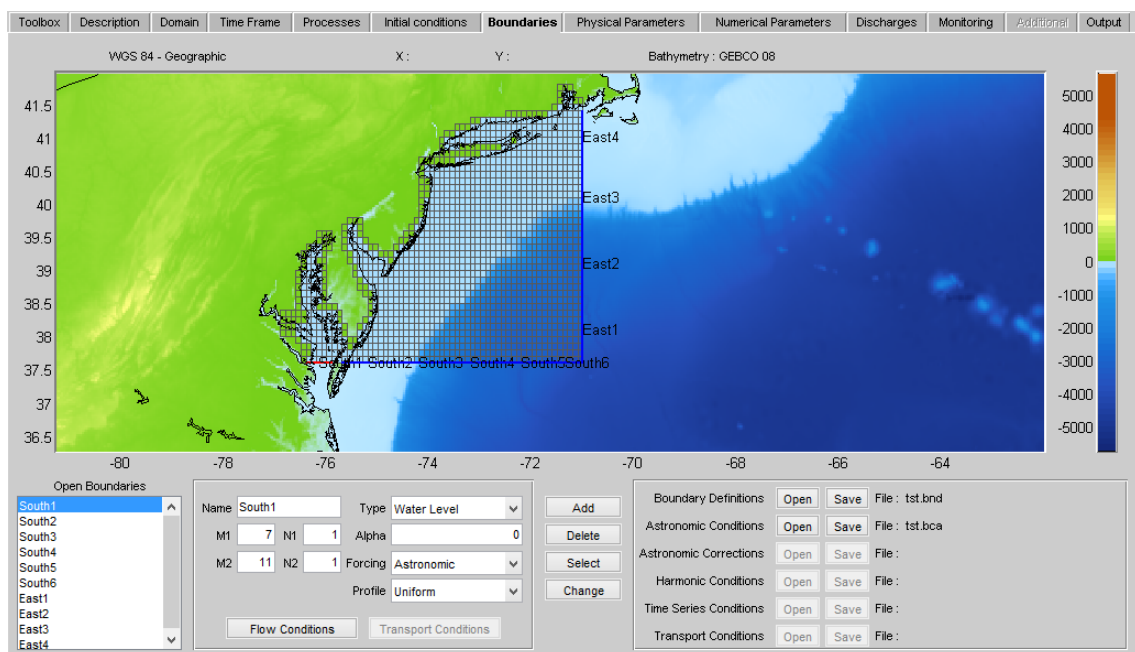 Toolbox Description Domain Time Frame Processes Initial conditions Boundaries Physical Parameters Numerical Parameters Discharges Monitoring Additional Output
WGS 84 - Geographic X : Y : Bathymetry : GEBCO 08
41.5
41
40.5
40
39.5
39
38.5
38
37.5
37
36.5
East4
East3
East2
East1
South1 South2 South3 South4 South5 South6
-80 -78 -76 -74 -72 -70 -68 -66 -64
5000
4000
3000
2000
1000
0
-1000
-2000
-3000
-4000
-5000
Open Boundaries
South1
South2
South3
South4
South5
South6
East1
East2
East3
East4
Name South1 Type Water Level
M1 7 N1 1 Alpha 0
M2 11 N2 1 Forcing Astronomic
Profile Uniform
Flow Conditions Transport Conditions
Add
Delete
Select
Change
Boundary Definitions Open Save File : tst.bnd
Astronomic Conditions Open Save File : tst.bca
Astronomic Corrections Open Save File :
Harmonic Conditions Open Save File :
Time Series Conditions Open Save File :
Transport Conditions Open Save File :